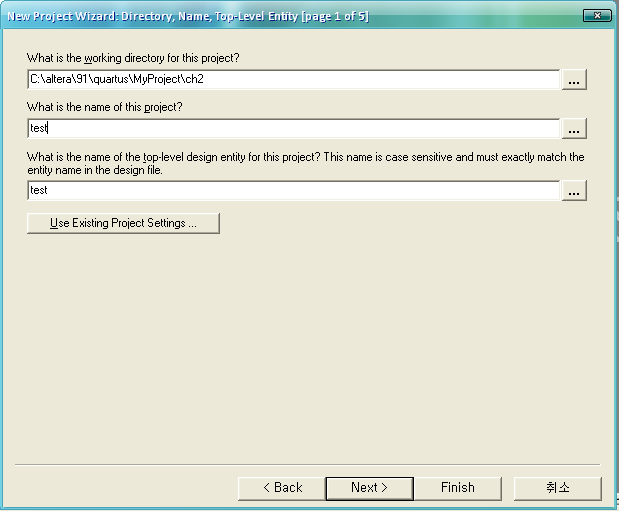 New Project Wizard: Directory, Name, Top-Level Entity [page 1 of 5]
What is the working directory for this project?
C:\altera\91\quartus\MyProject\ch2
...
What is the name of this project?
test
...
What is the name of the top-level design entity for this project? This name is case sensitive and must exactly match the
entity name in the design file.
test
...
Use Existing Project Settings ...
< Back
Next >
Finish
취소